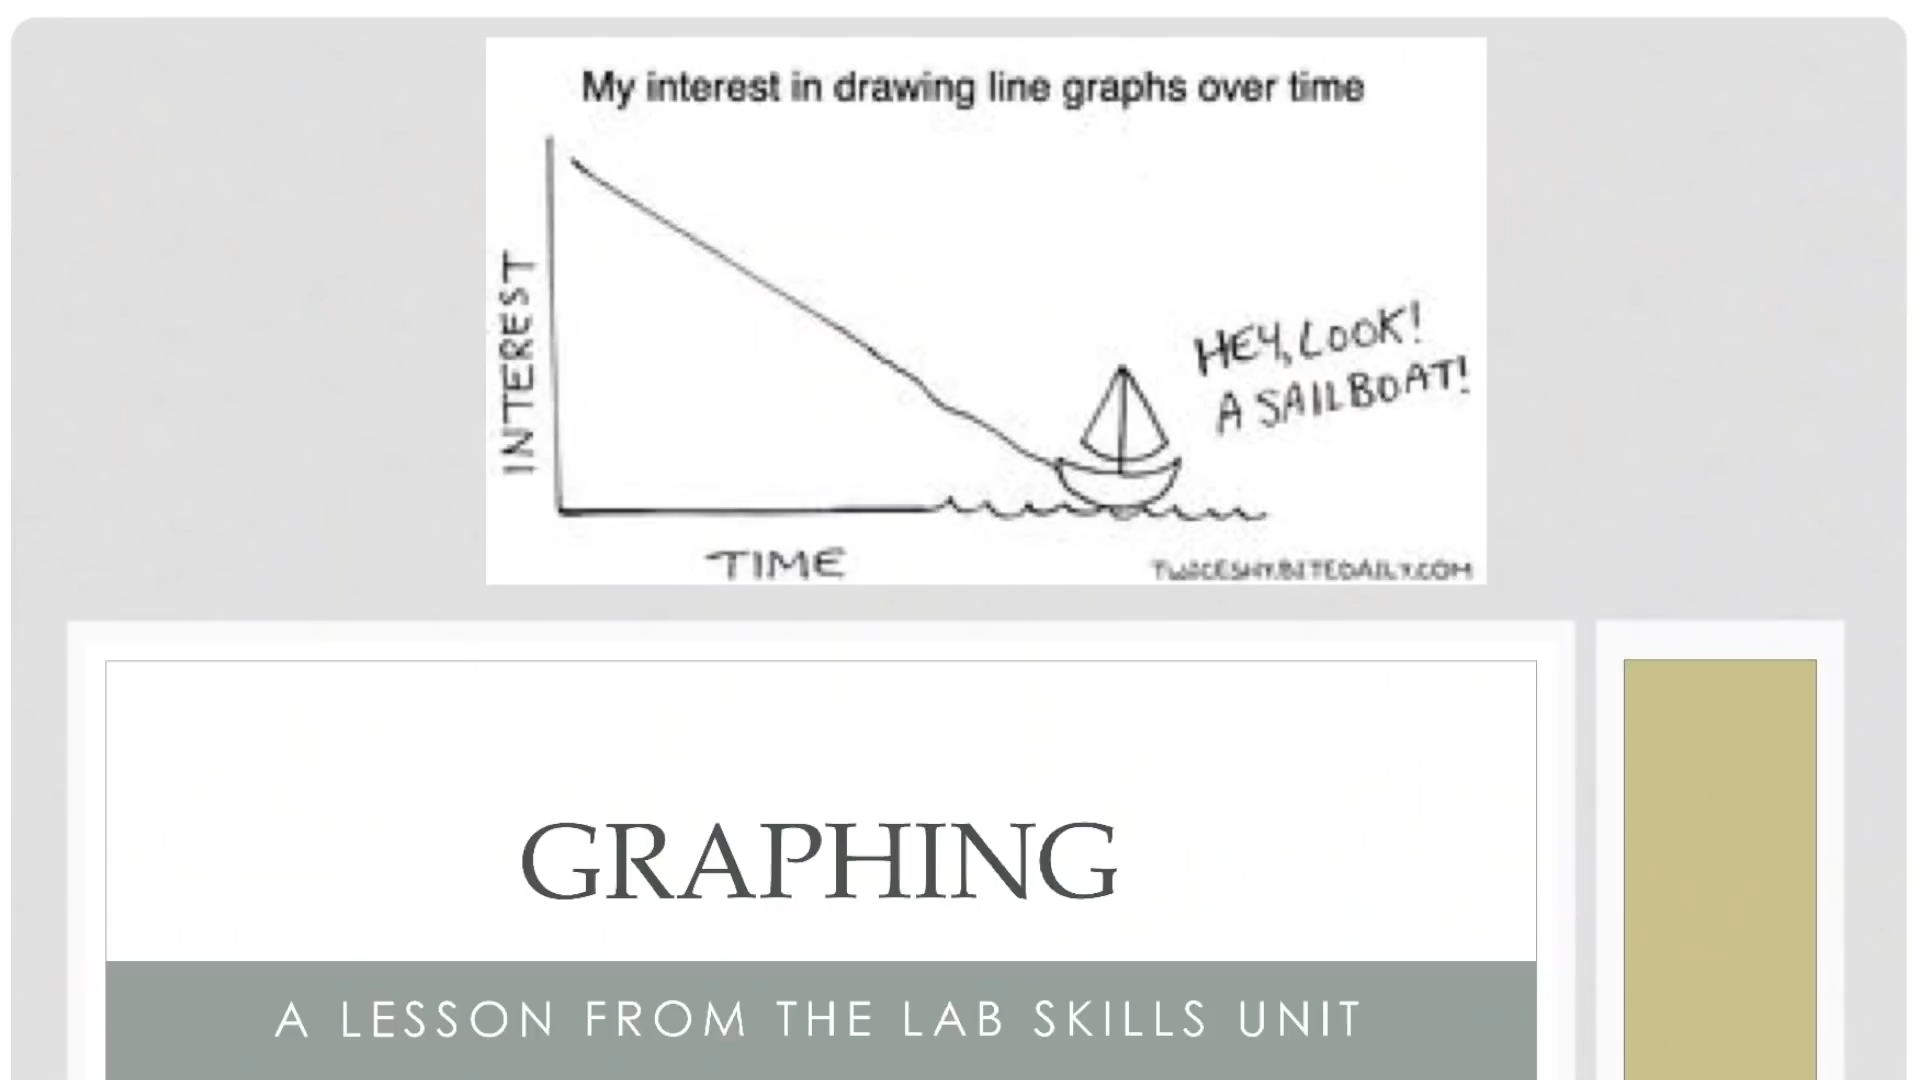 My interest in drawing line graphs over time
INTEREST
HEY, LOOK!
A SAILBOAT!
TIME
GRAPHING
A LESSON FROM THE LAB SKILLS UNIT